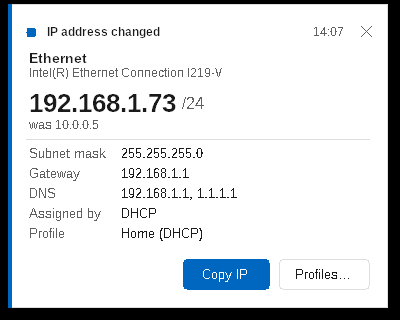 IP address changed 14:07
Ethernet
Intel(R) Ethernet Connection I219-V
192.168.1.73 /24
was 10.0.0.5
Subnet mask 255.255.255.0
Gateway 192.168.1.1
DNS 192.168.1.1, 1.1.1.1
Assigned by DHCP
Profile Home (DHCP)
Copy IP Profiles...